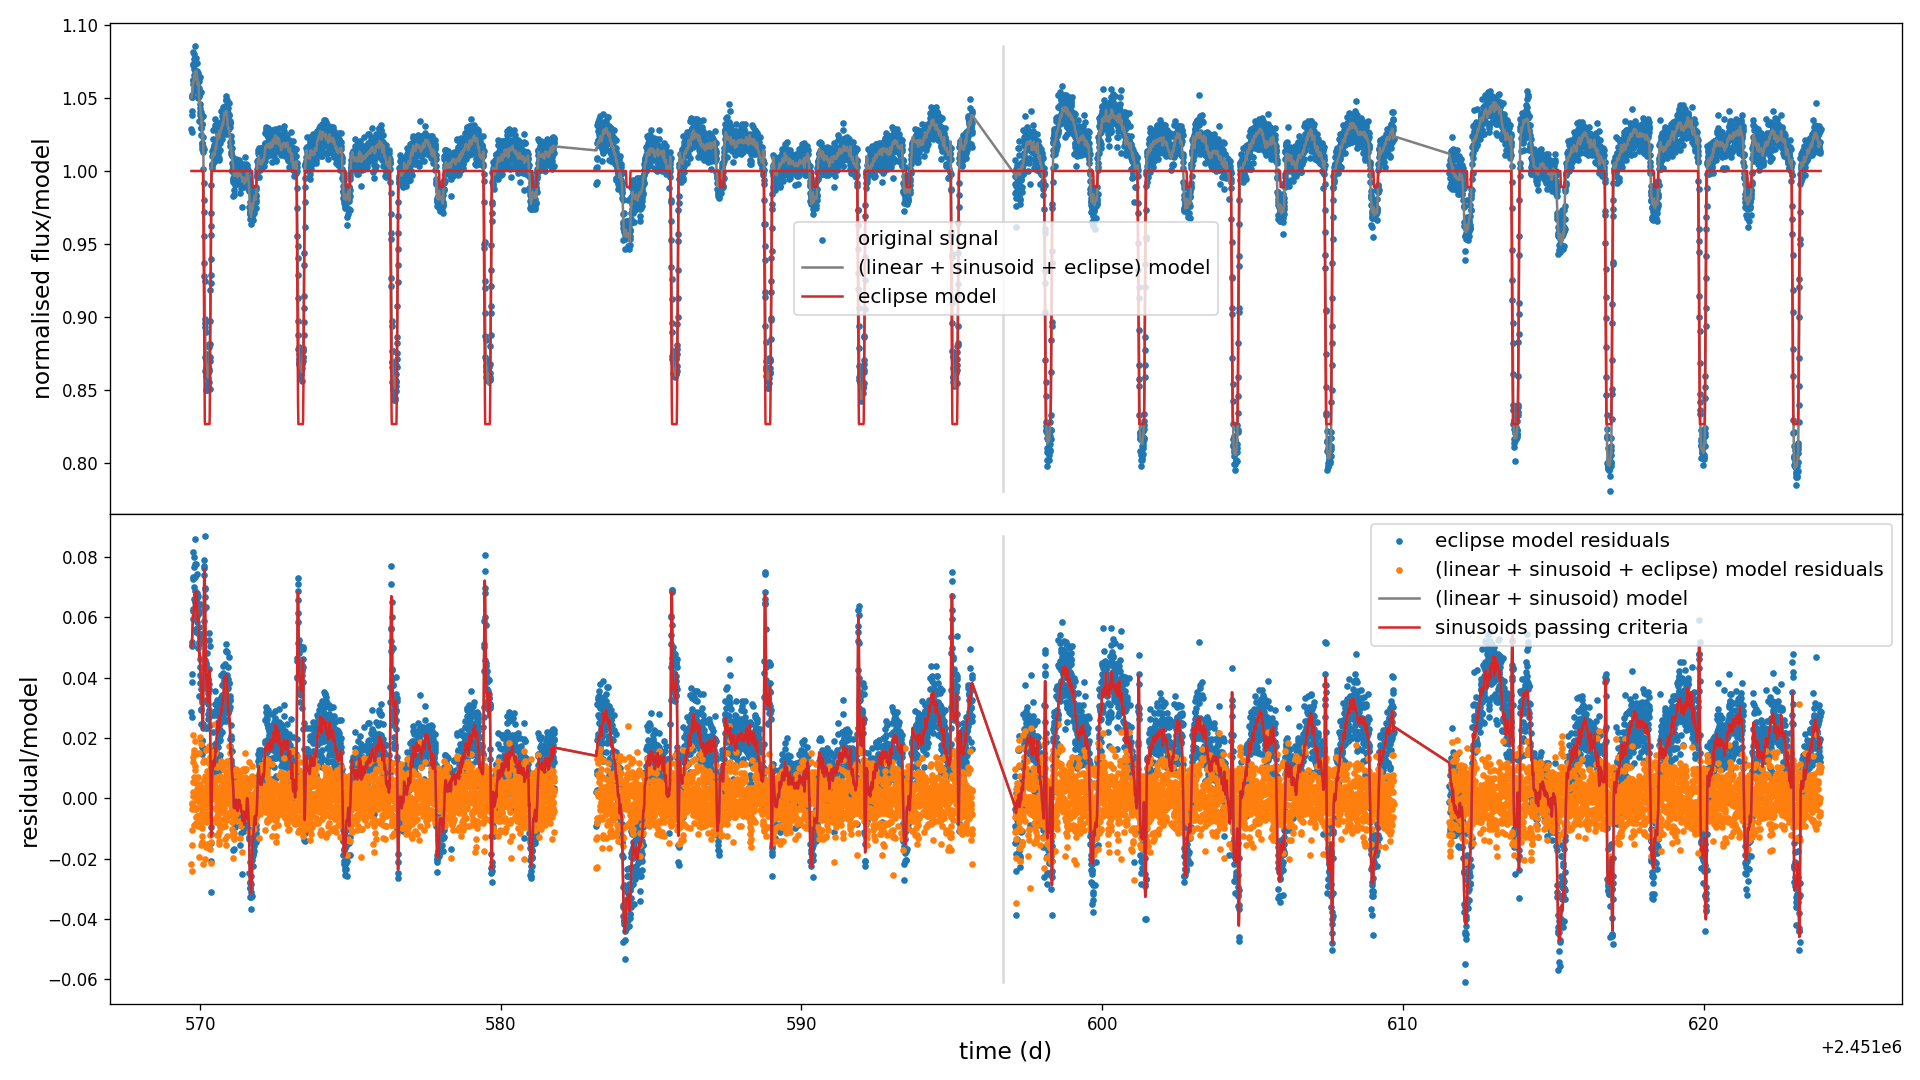 1.10
1.05
1.00
0.95
0.90
0.85
0.80
normalised flux/model
original signal
(linear + sinusoid + eclipse) model
eclipse model
0.08
0.06
0.04
0.02
0.00
−0.02
−0.04
−0.06
residual/model
eclipse model residuals
(linear + sinusoid + eclipse) model residuals
(linear + sinusoid) model
sinusoids passing criteria
570 580 590 600 610 620
time (d)
+2.451e6